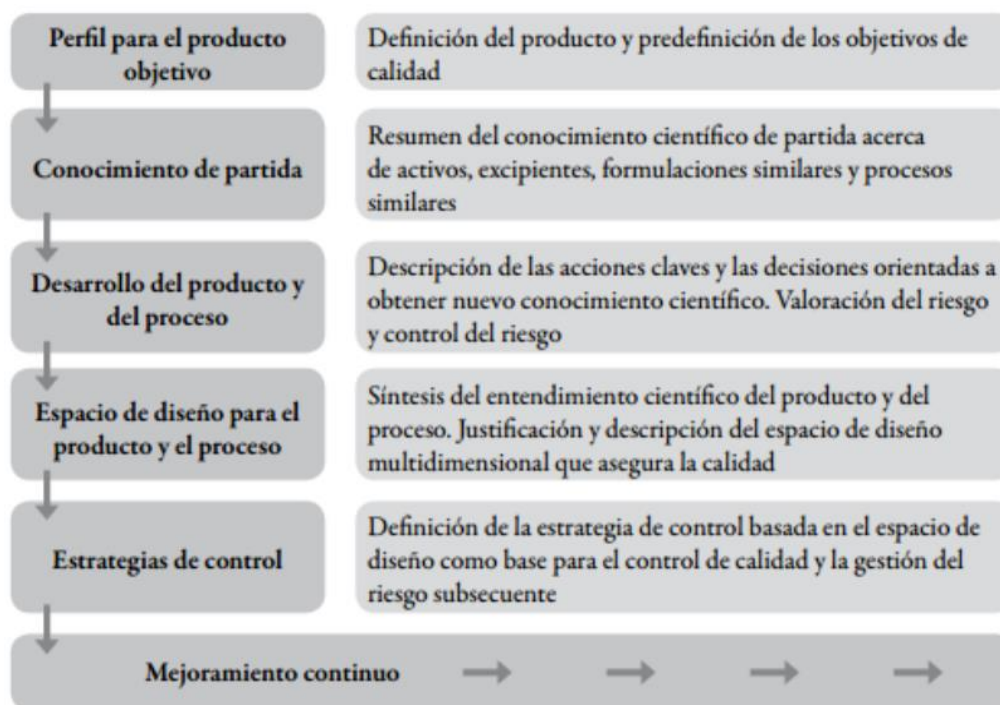 Perfil para el producto
objetivo
Definición del producto y predefinición de los objetivos de
calidad
Conocimiento de partida
Resumen del conocimiento científico de partida acerca
de activos, excipientes, formulaciones similares y procesos
similares
Desarrollo del producto y
del proceso
Descripción de las acciones claves y las decisiones orientadas a
obtener nuevo conocimiento científico. Valoración del riesgo
y control del riesgo
Espacio de diseño para el
producto y el proceso
Síntesis del entendimiento científico del producto y del
proceso. Justificación y descripción del espacio de diseño
multidimensional que asegura la calidad
Estrategias de control
Definición de la estrategia de control basada en el espacio de
diseño como base para el control de calidad y la gestión del
riesgo subsecuente
Mejoramiento continuo